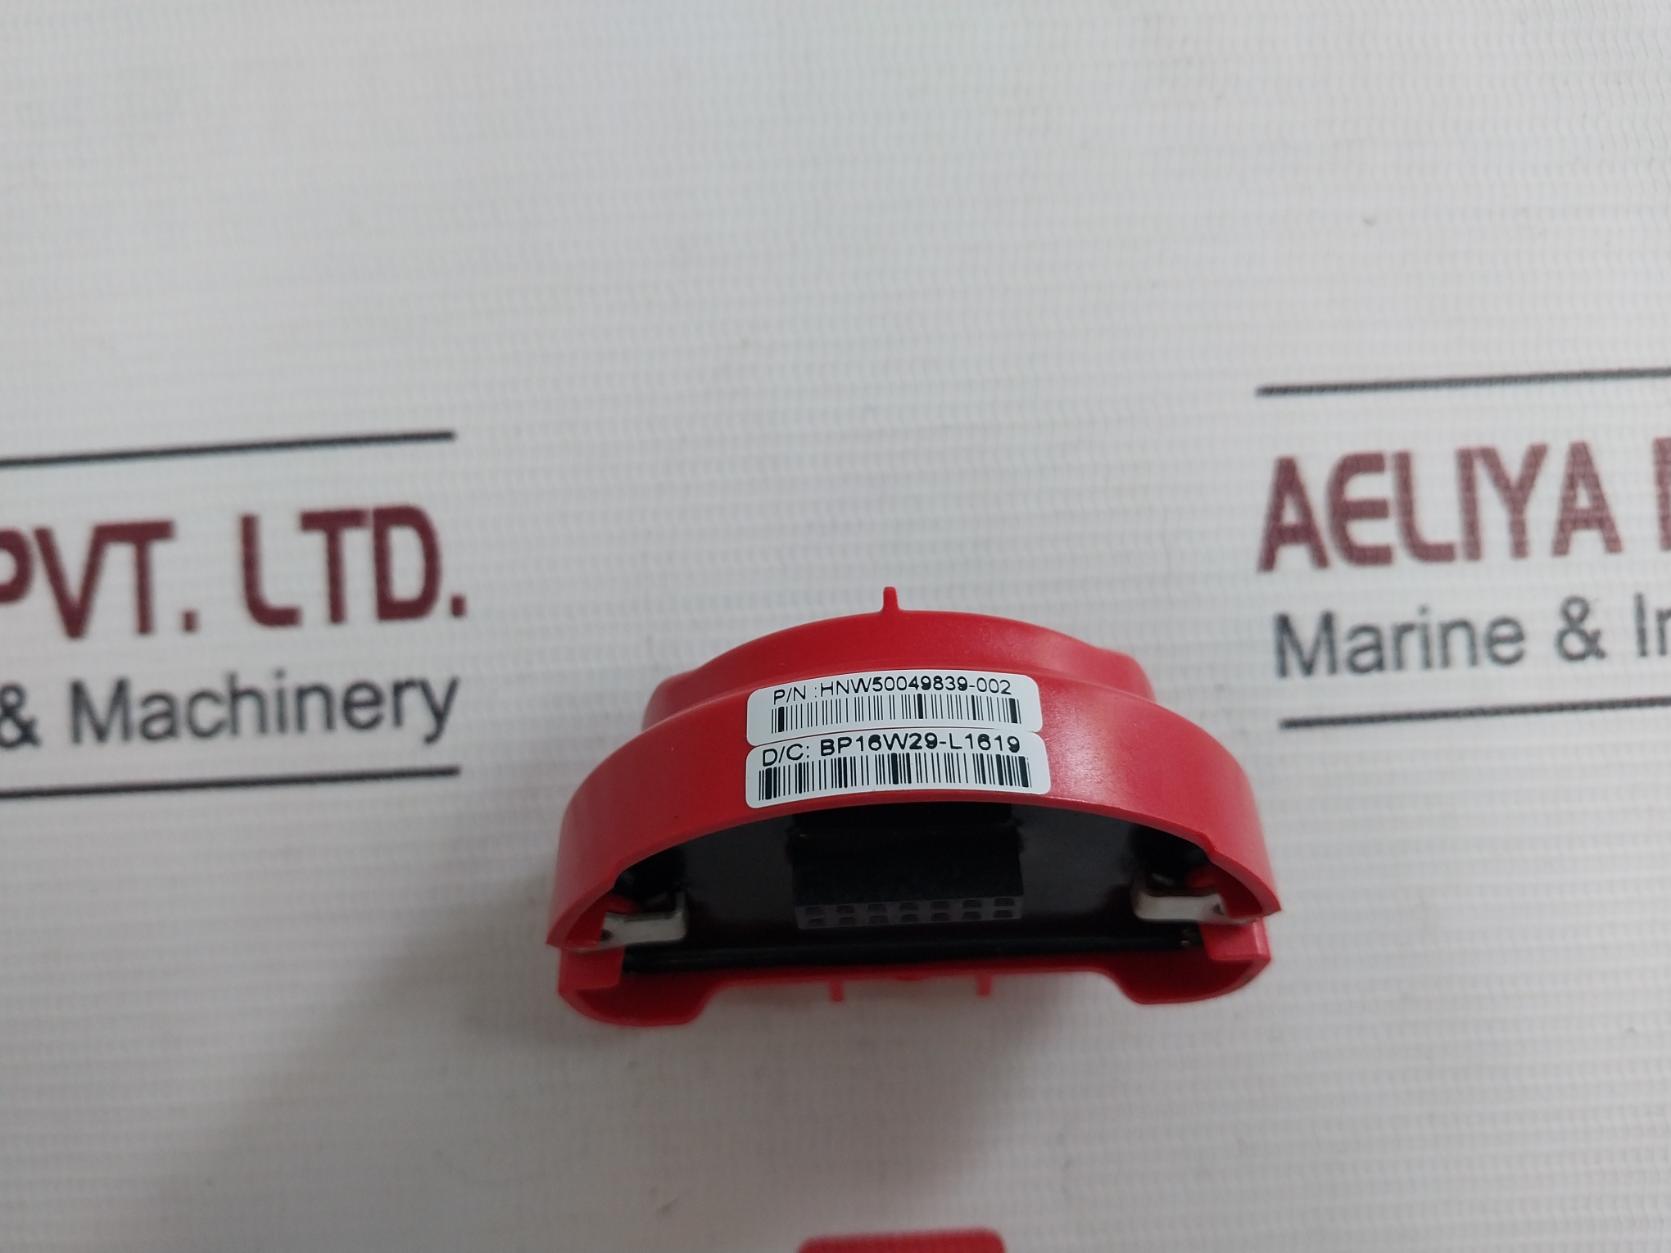 PVT. LTD.
& Machinery
AELIYA
Marine &
P/N :HNW50049839-002
D/C: BP16W29-L1619